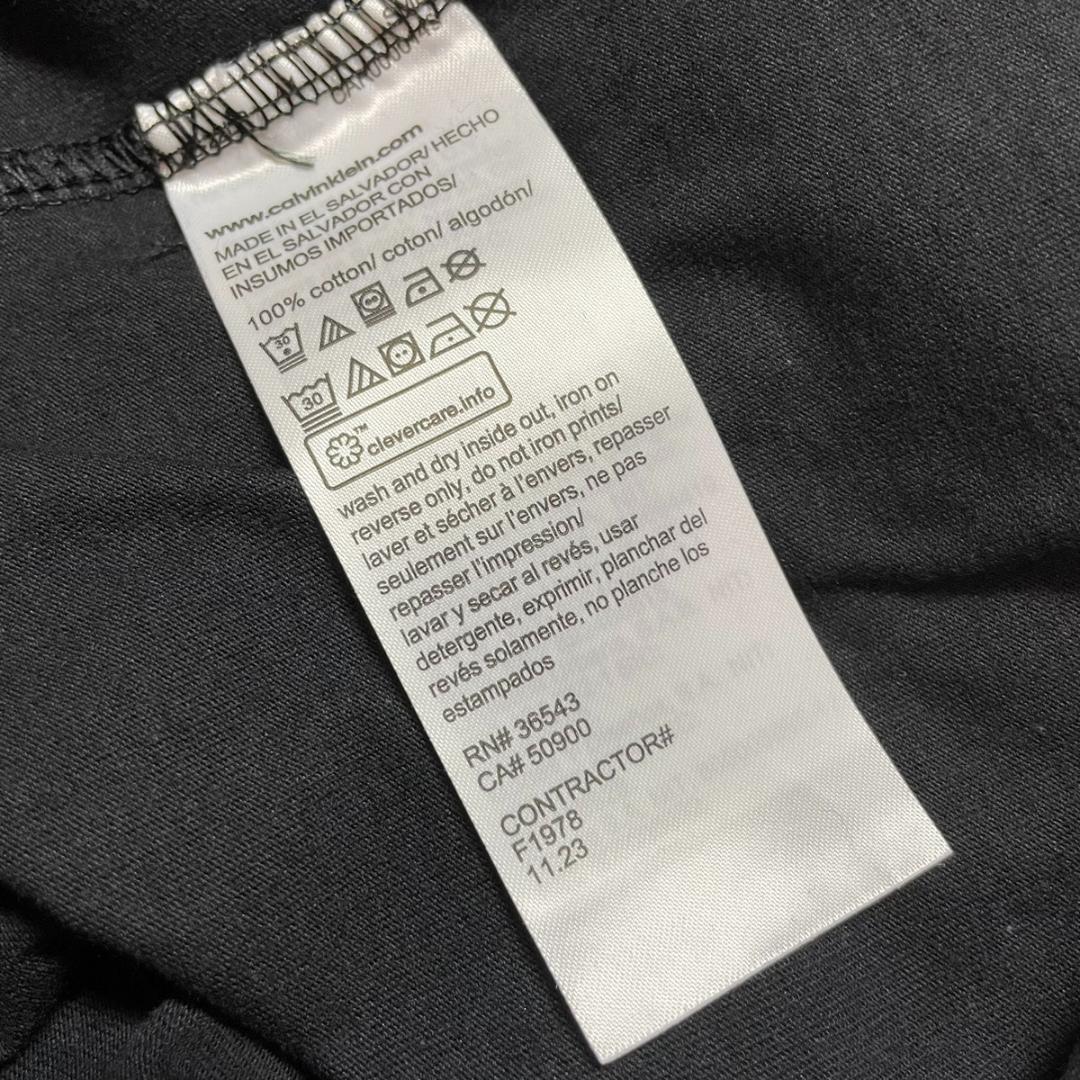 www.calvinklein.com
MADE IN EL SALVADOR/ HECHO
EN EL SALVADOR CON
INSUMOS IMPORTADOS/
100% cotton/ coton/ algodón/
30
30
™ clevercare.info
wash and dry inside out, iron on
reverse only, do not iron prints/
laver et sécher à l'envers, repasser
seulement sur l'envers, ne pas
repasser l'impression/
lavar y secar al revés, usar
detergente, exprimir, planchar del
revés solamente, no planche los
estampados
RN# 36543
CA# 50900
CONTRACTOR#
F1978
11.23